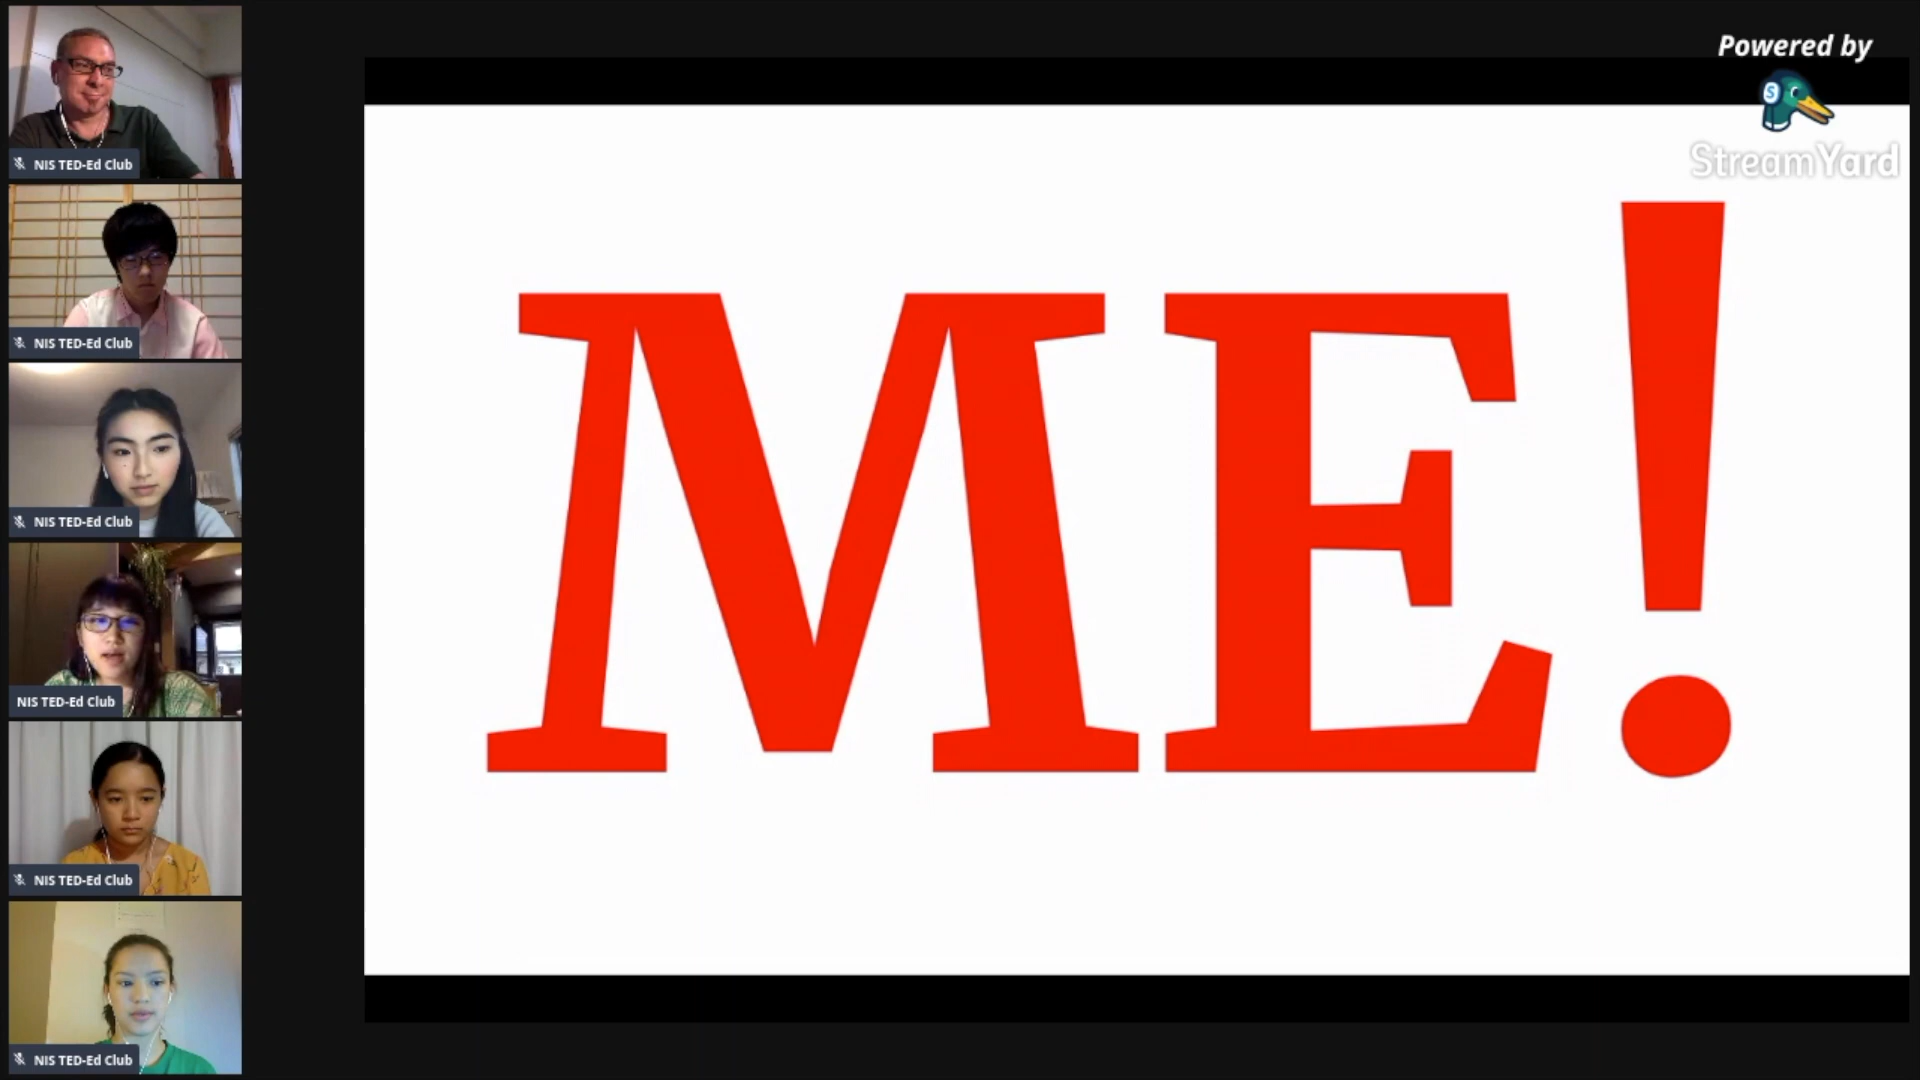 NIS TED-Ed Club
NIS TED-Ed Club
NIS TED-Ed Club
NIS TED-Ed Club
NIS TED-Ed Club
NIS TED-Ed Club
ME!
Powered by
S
StreamYard